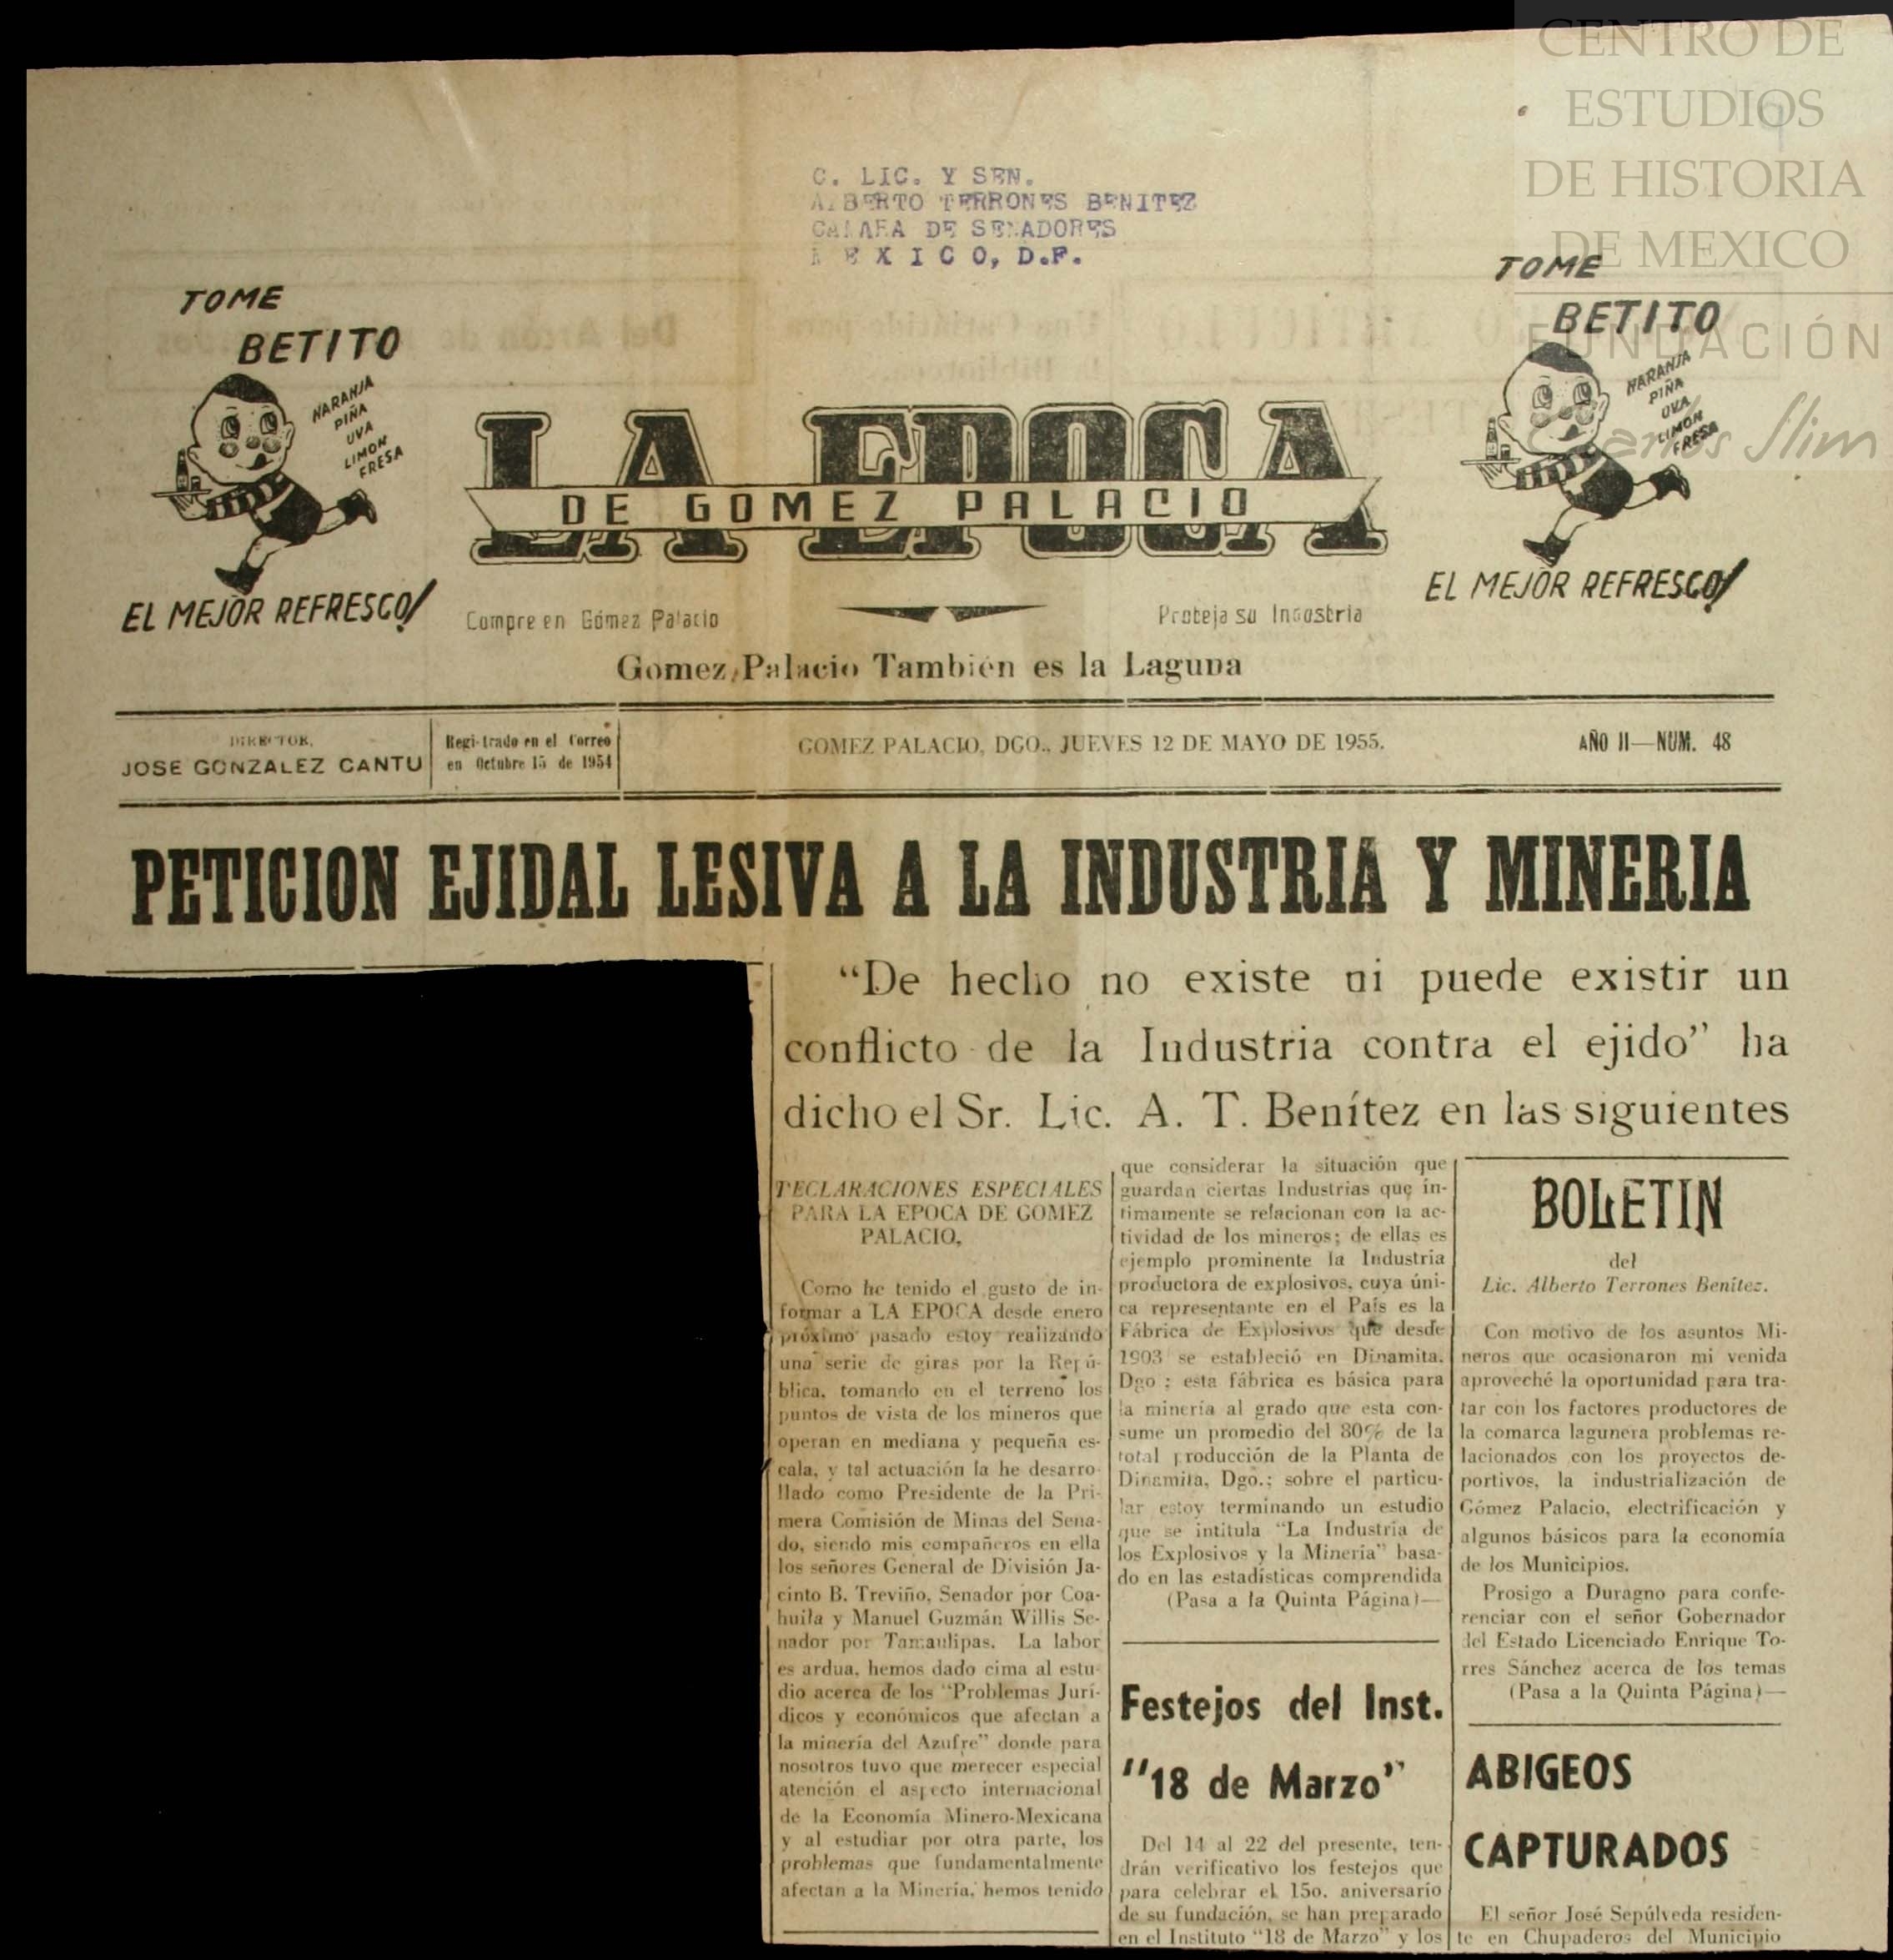 CENTRO DE
ESTUDIOS
DE HISTORIA
DE MEXICO
FUNDACIÓN
Carlos Slim
C. LIC. Y SEN.
ALBERTO TERRONES BENITEZ
CAMARA DE SENADORES
MEXICO, D.F.
TOME
BETITO
NARANJA
PIÑA
UVA
LIMON
FRESA
EL MEJOR REFRESCO!
LA EPOCA
DE GOMEZ PALACIO
TOME
BETITO
NARANJA
PIÑA
UVA
LIMON
FRESA
EL MEJOR REFRESCO!
Compre en Gómez Palacio
Proteja su Industria
Gomez Palacio También es la Laguna
DIRECTOR,
JOSE GONZALEZ CANTU
Registrado en el Correo
en Octubre 15 de 1954
GOMEZ PALACIO, DGO., JUEVES 12 DE MAYO DE 1955.
AÑO II—NUM. 48
PETICION EJIDAL LESIVA A LA INDUSTRIA Y MINERIA
“De hecho no existe ni puede existir un
conflicto de la Industria contra el ejido” ha
dicho el Sr. Lic. A. T. Benítez en las siguientes
DECLARACIONES ESPECIALES
PARA LA EPOCA DE GOMEZ
PALACIO.
Como he tenido el gusto de in-
formar a LA EPOCA desde enero
próximo pasado estoy realizando
una serie de giras por la Repú-
blica, tomando en el terreno los
puntos de vista de los mineros que
operan en mediana y pequeña es-
cala, y tal actuación la he desarro-
llado como Presidente de la Pri-
mera Comisión de Minas del Sena-
do, siendo mis compañeros en ella
los señores General de División Ja-
cinto B. Treviño, Senador por Coa-
huila y Manuel Guzmán Willis Se-
nador por Tamaulipas. La labor
es ardua, hemos dado cima al estu-
dio acerca de los “Problemas Jurí-
dicos y económicos que afectan a
la minería del Azufre” donde para
nosotros tuvo que merecer especial
atención el aspecto internacional
de la Economía Minero-Mexicana
y al estudiar por otra parte, los
problemas que fundamentalmente
afectan a la Minería, hemos tenido
que considerar la situación que
guardan ciertas Industrias que ín-
timamente se relacionan con la ac-
tividad de los mineros; de ellas es
ejemplo prominente la Industria
productora de explosivos, cuya úni-
ca representante en el País es la
Fábrica de Explosivos que desde
1903 se estableció en Dinamita,
Dgo ; esta fábrica es básica para
la minería al grado que esta con-
sume un promedio del 80% de la
total producción de la Planta de
Dinamita, Dgo.; sobre el particu-
lar estoy terminando un estudio
que se intitula “La Industria de
los Explosivos y la Minería” basa-
do en las estadísticas comprendida
(Pasa a la Quinta Página)—
Festejos del Inst.
“18 de Marzo”
Del 14 al 22 del presente, ten-
drán verificativo los festejos que
para celebrar el 15o. aniversario
de su fundación, se han preparado
en el Instituto “18 de Marzo” y los
BOLETIN
del
Lic. Alberto Terrones Benítez.
Con motivo de los asuntos Mi-
neros que ocasionaron mi venida
aproveché la oportunidad para tra-
tar con los factores productores de
la comarca lagunera problemas re-
lacionados con los proyectos de-
portivos, la industrialización de
Gómez Palacio, electrificación y
algunos básicos para la economía
de los Municipios.
Prosigo a Duragno para confe-
renciar con el señor Gobernador
del Estado Licenciado Enrique To-
rres Sánchez acerca de los temas
(Pasa a la Quinta Página)—
ABIGEOS
CAPTURADOS
El señor José Sepúlveda residen-
te en Chupaderos del Municipio